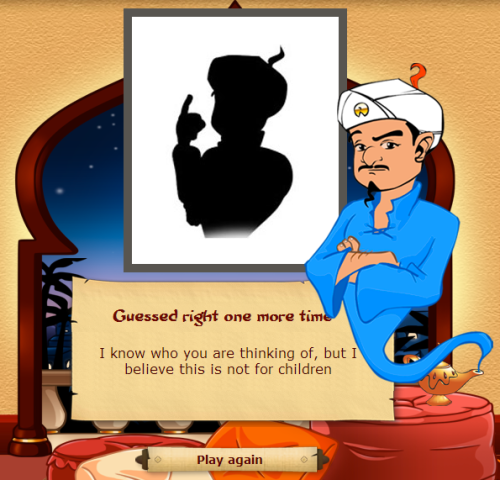 Guessed right one more time
I know who you are thinking of, but I
believe this is not for children
Play again